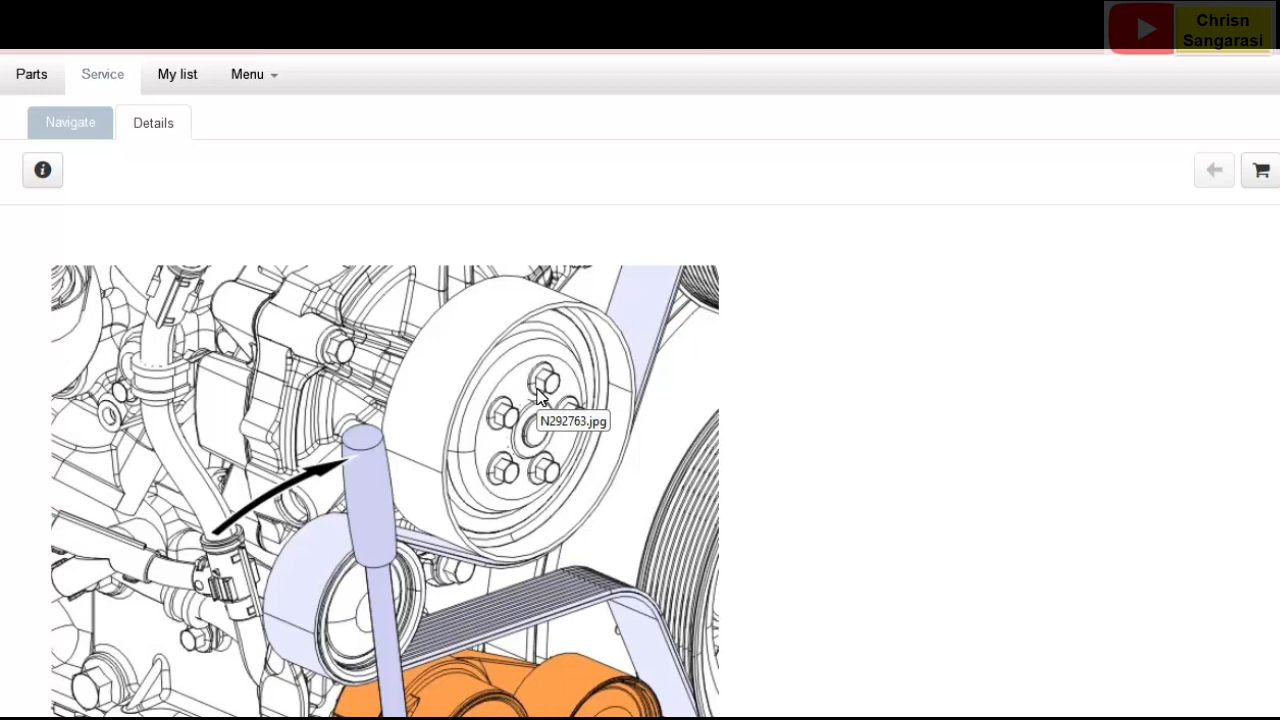 Chrisn
Sangarasi
Parts
Service
My list
Menu
Navigate
Details
N292763.jpg